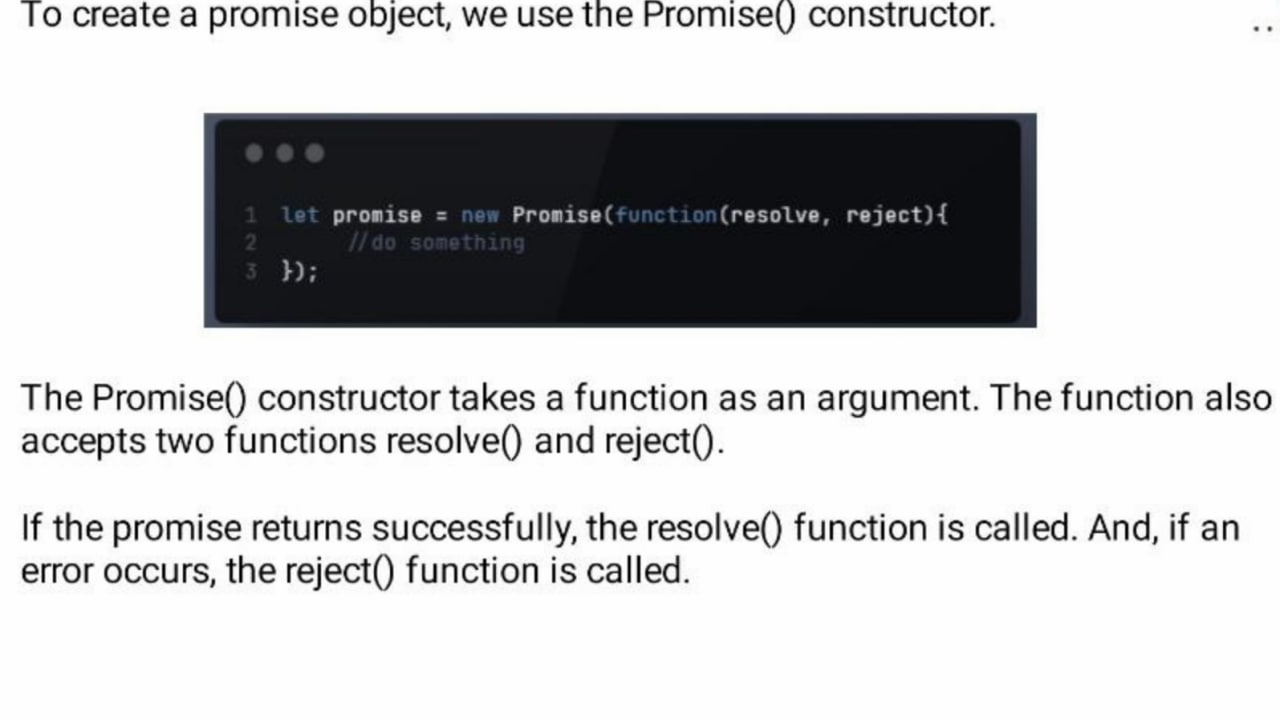 To create a promise object, we use the Promise() constructor.
..
1 let promise = new Promise(function(resolve, reject){
2 //do something
3 });
The Promise() constructor takes a function as an argument. The function also
accepts two functions resolve() and reject().
If the promise returns successfully, the resolve() function is called. And, if an
error occurs, the reject() function is called.